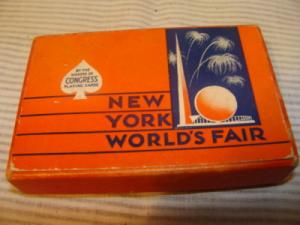 BY THE
MAKERS OF
CONGRESS
PLAYING CARDS
NEW
YORK
WORLD'S FAIR